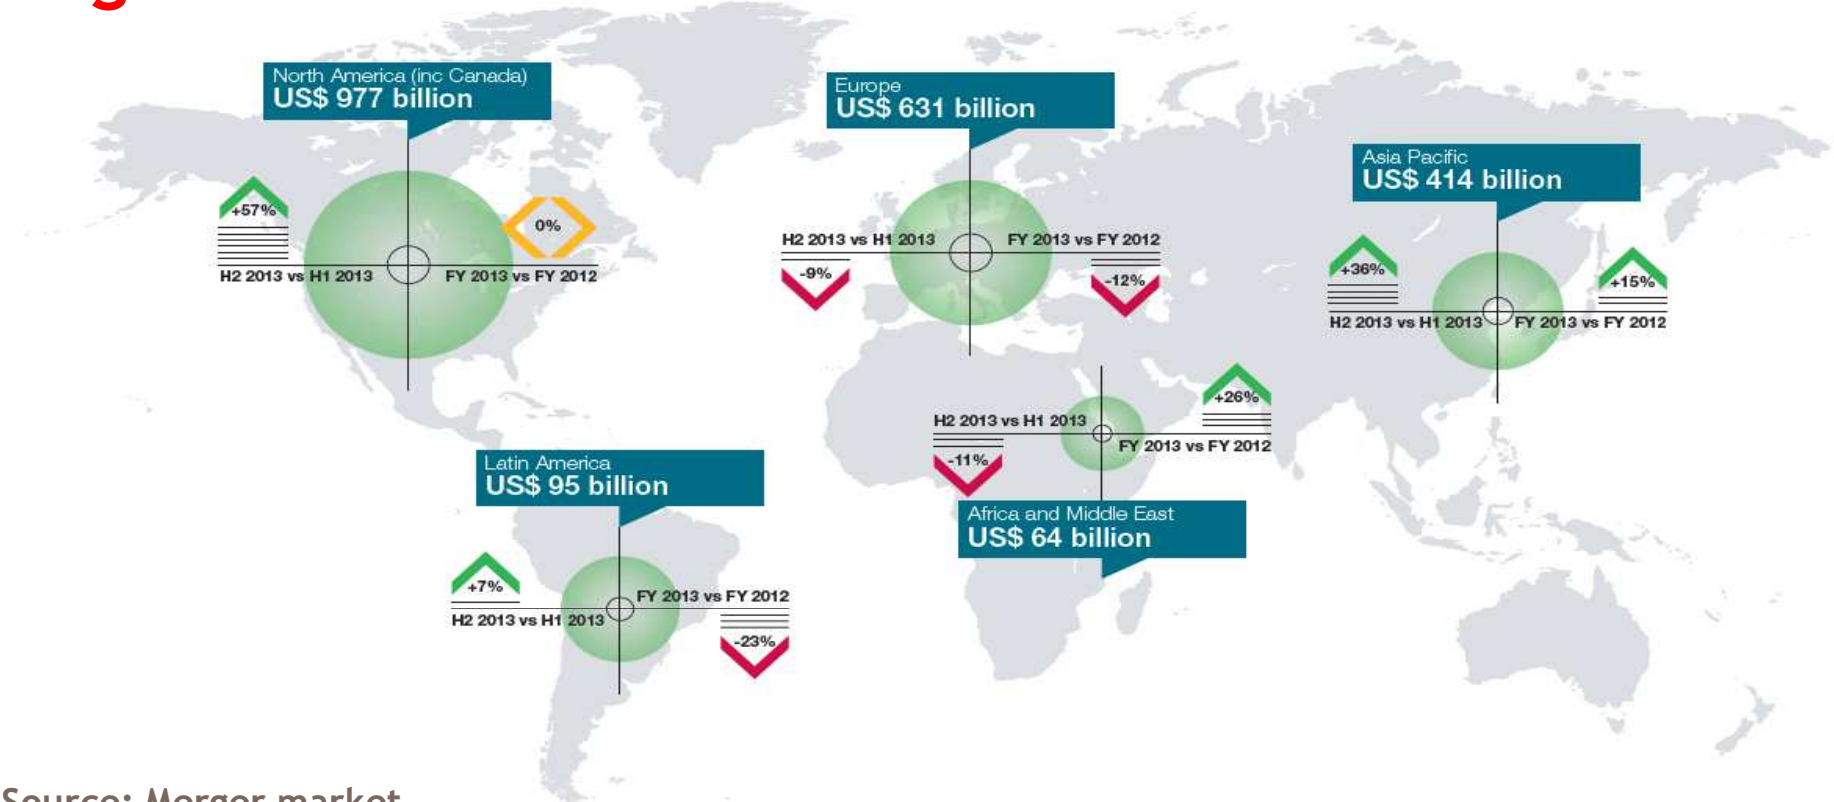 North America (inc Canada)
US$ 977 billion
+57%
0%
H2 2013 vs H1 2013
FY 2013 vs FY 2012
Europe
US$ 631 billion
H2 2013 vs H1 2013
FY 2013 vs FY 2012
-9%
-12%
Asia Pacific
US$ 414 billion
+36%
+15%
H2 2013 vs H1 2013
FY 2013 vs FY 2012
+26%
H2 2013 vs H1 2013
FY 2013 vs FY 2012
-11%
Africa and Middle East
US$ 64 billion
Latin America
US$ 95 billion
+7%
FY 2013 vs FY 2012
H2 2013 vs H1 2013
-23%
Source: Merger market